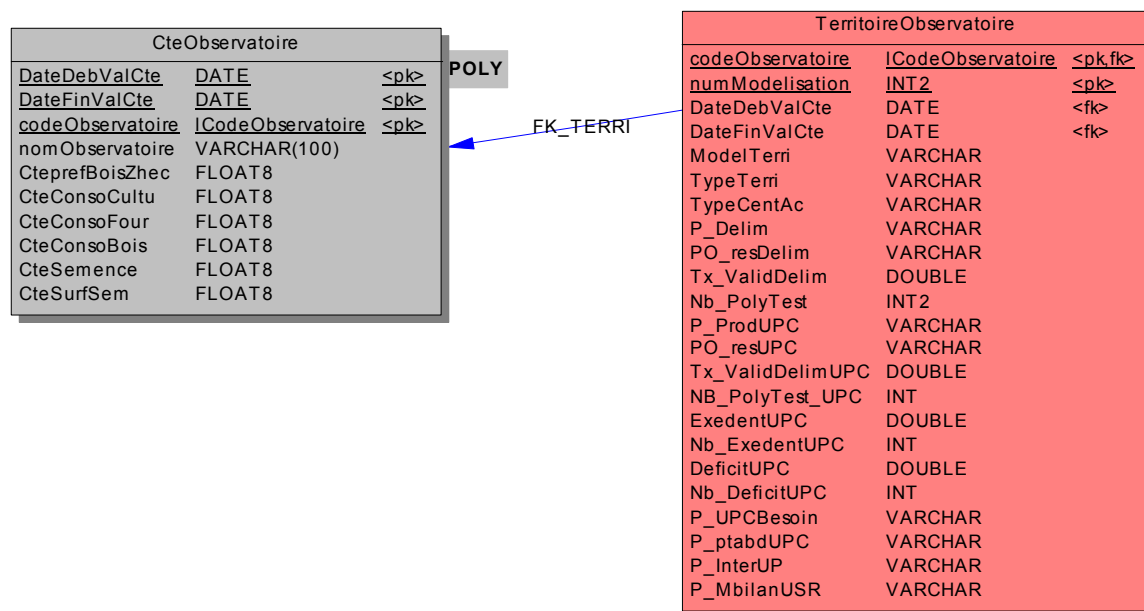 CteObservatoire
DateDebValCte DATE <pk>
DateFinValCte DATE <pk>
codeObservatoire ICodeObservatoire <pk>
nomObservatoire VARCHAR(100)
CteprefBoisZhec FLOAT8
CteConsoCultu FLOAT8
CteConsoFour FLOAT8
CteConsoBois FLOAT8
CteSemence FLOAT8
CteSurfSem FLOAT8
POLY
FK_TERRI
TerritoireObservatoire
codeObservatoire ICodeObservatoire <pk,fk>
numModelisation INT2 <pk>
DateDebValCte DATE <fk>
DateFinValCte DATE <fk>
ModelTerri VARCHAR
TypeTerri VARCHAR
TypeCentAc VARCHAR
P_Delim VARCHAR
PO_resDelim VARCHAR
Tx_ValidDelim DOUBLE
Nb_PolyTest INT2
P_ProdUPC VARCHAR
PO_resUPC VARCHAR
Tx_ValidDelimUPC DOUBLE
NB_PolyTest_UPC INT
ExedentUPC DOUBLE
Nb_ExedentUPC INT
DeficitUPC DOUBLE
Nb_DeficitUPC INT
P_UPCBesoin VARCHAR
P_ptabdUPC VARCHAR
P_InterUP VARCHAR
P_MbilanUSR VARCHAR